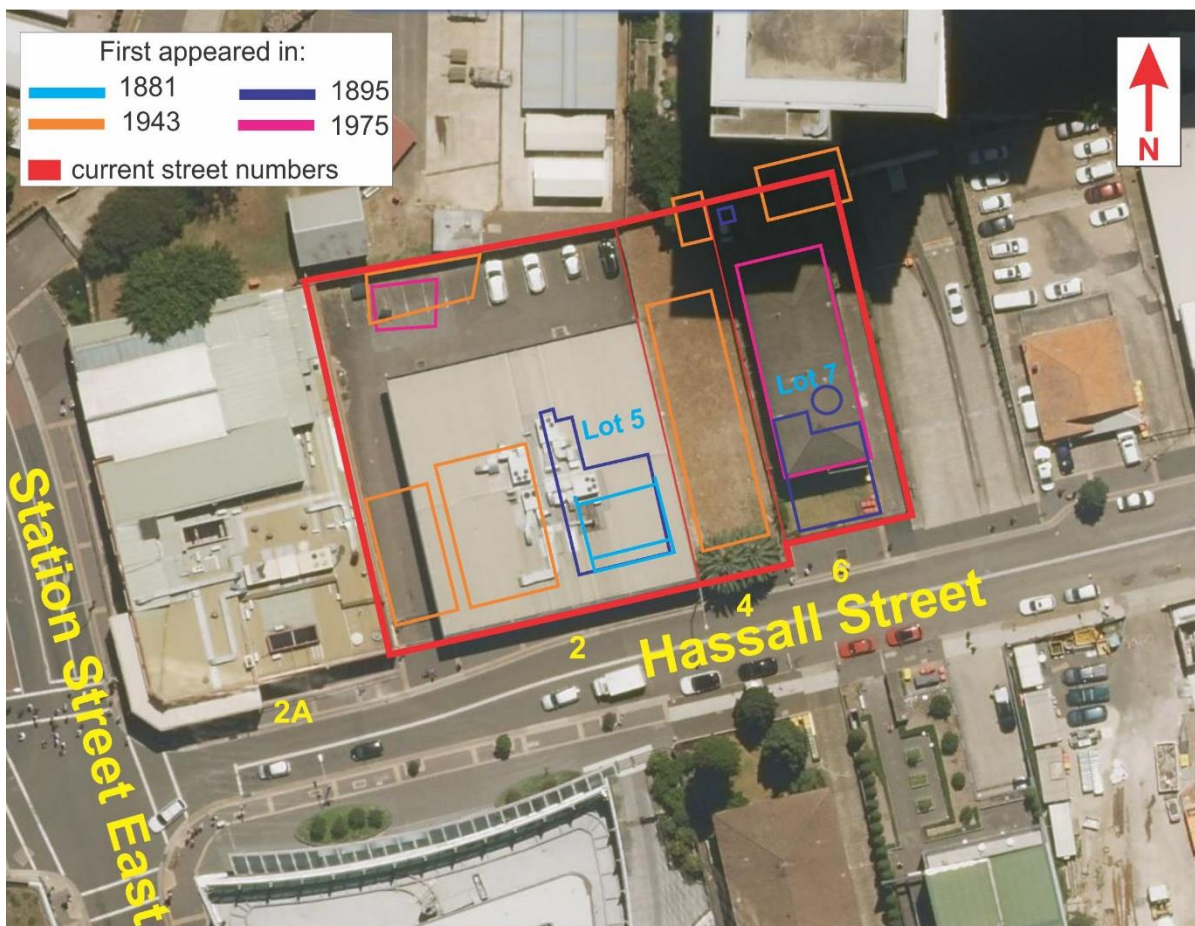 First appeared in:
1881
1895
1943
1975
current street numbers
N
Lot 5
Lot 7
Station Street East
Hassall Street
2A
2
4
6